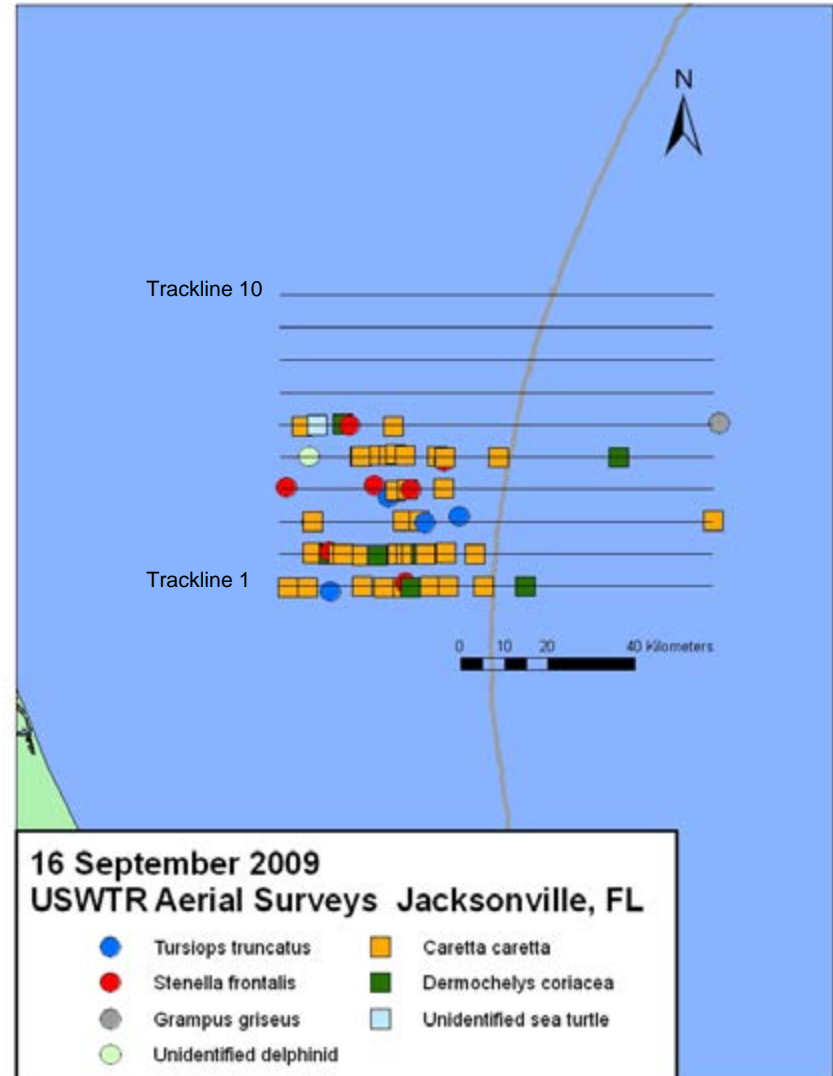 N
Trackline 10
Trackline 1
0 10 20 40 Kilometers
16 September 2009
USWTR Aerial Surveys Jacksonville, FL
Tursiops truncatus
Caretta caretta
Stenella frontalis
Dermochelys coriacea
Grampus griseus
Unidentified sea turtle
Unidentified delphinid